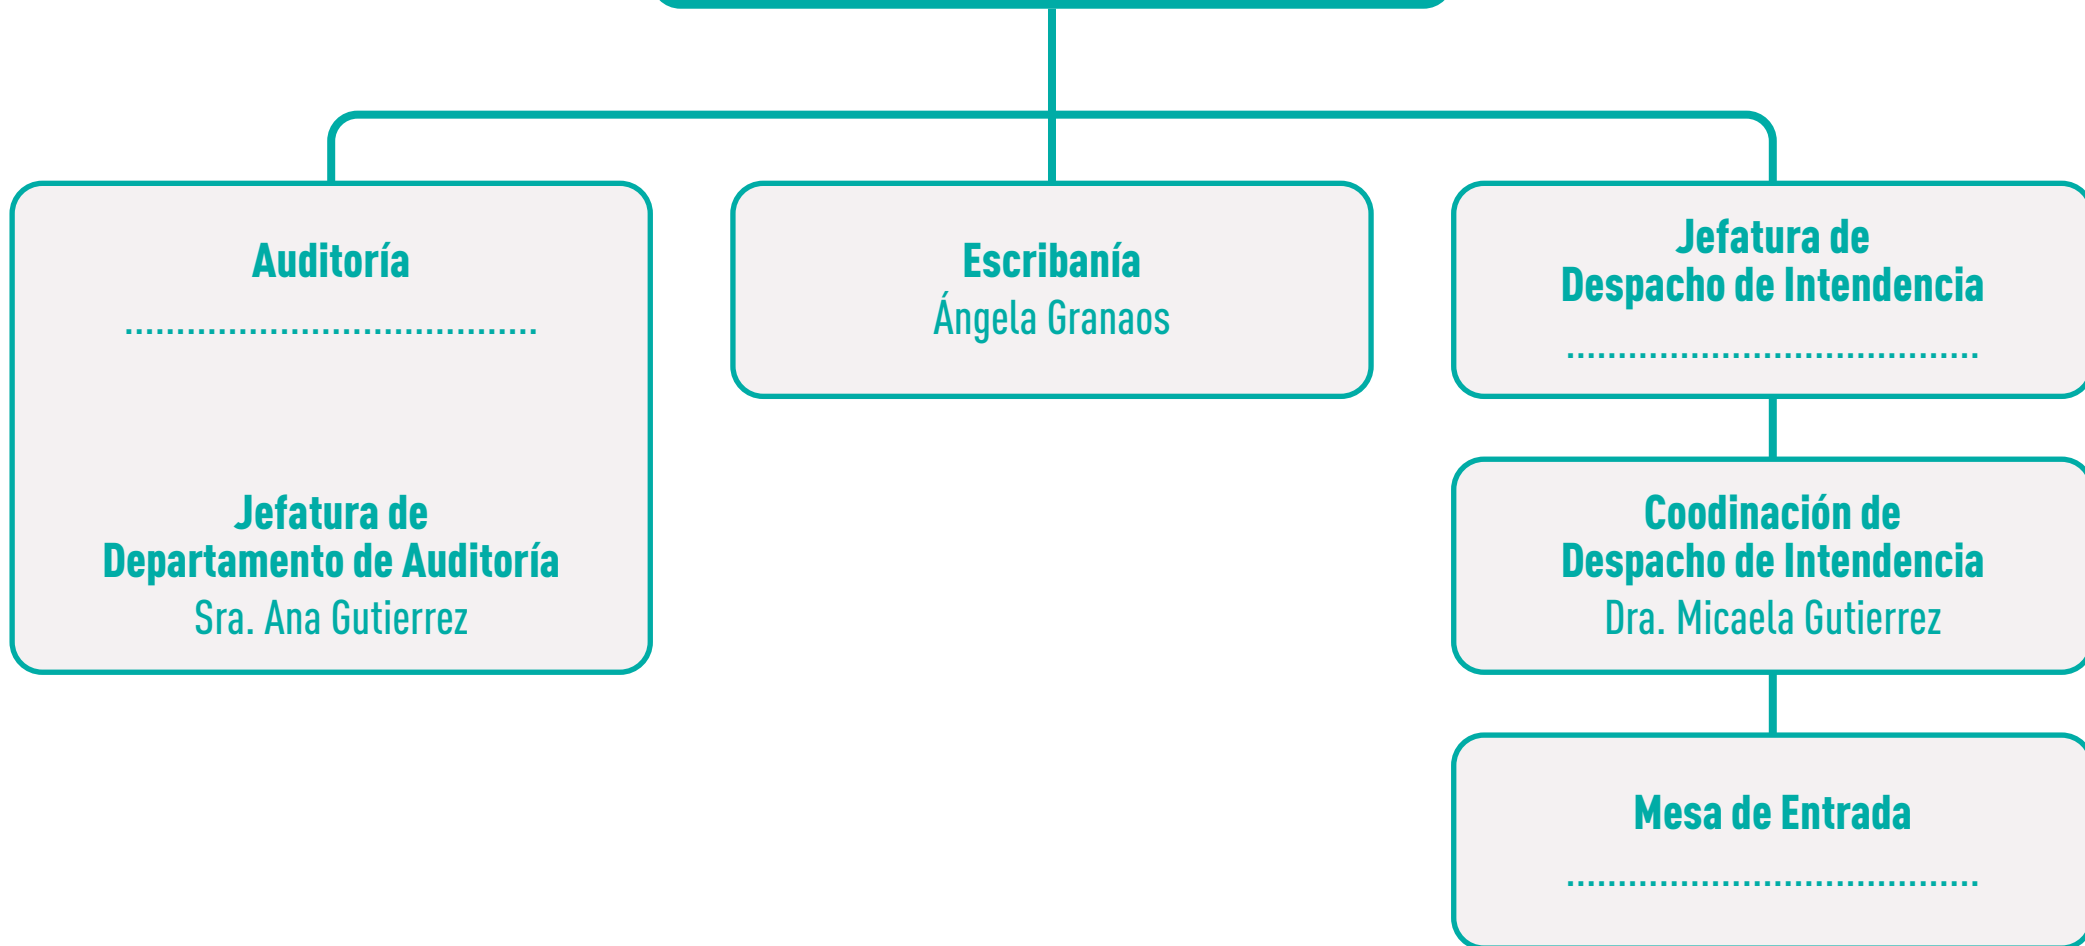 Auditoría
........................................
Jefatura de
Departamento de Auditoría
Sra. Ana Gutierrez
Escribanía
Ángela Granaos
Jefatura de
Despacho de Intendencia
........................................
Coodinación de
Despacho de Intendencia
Dra. Micaela Gutierrez
Mesa de Entrada
........................................